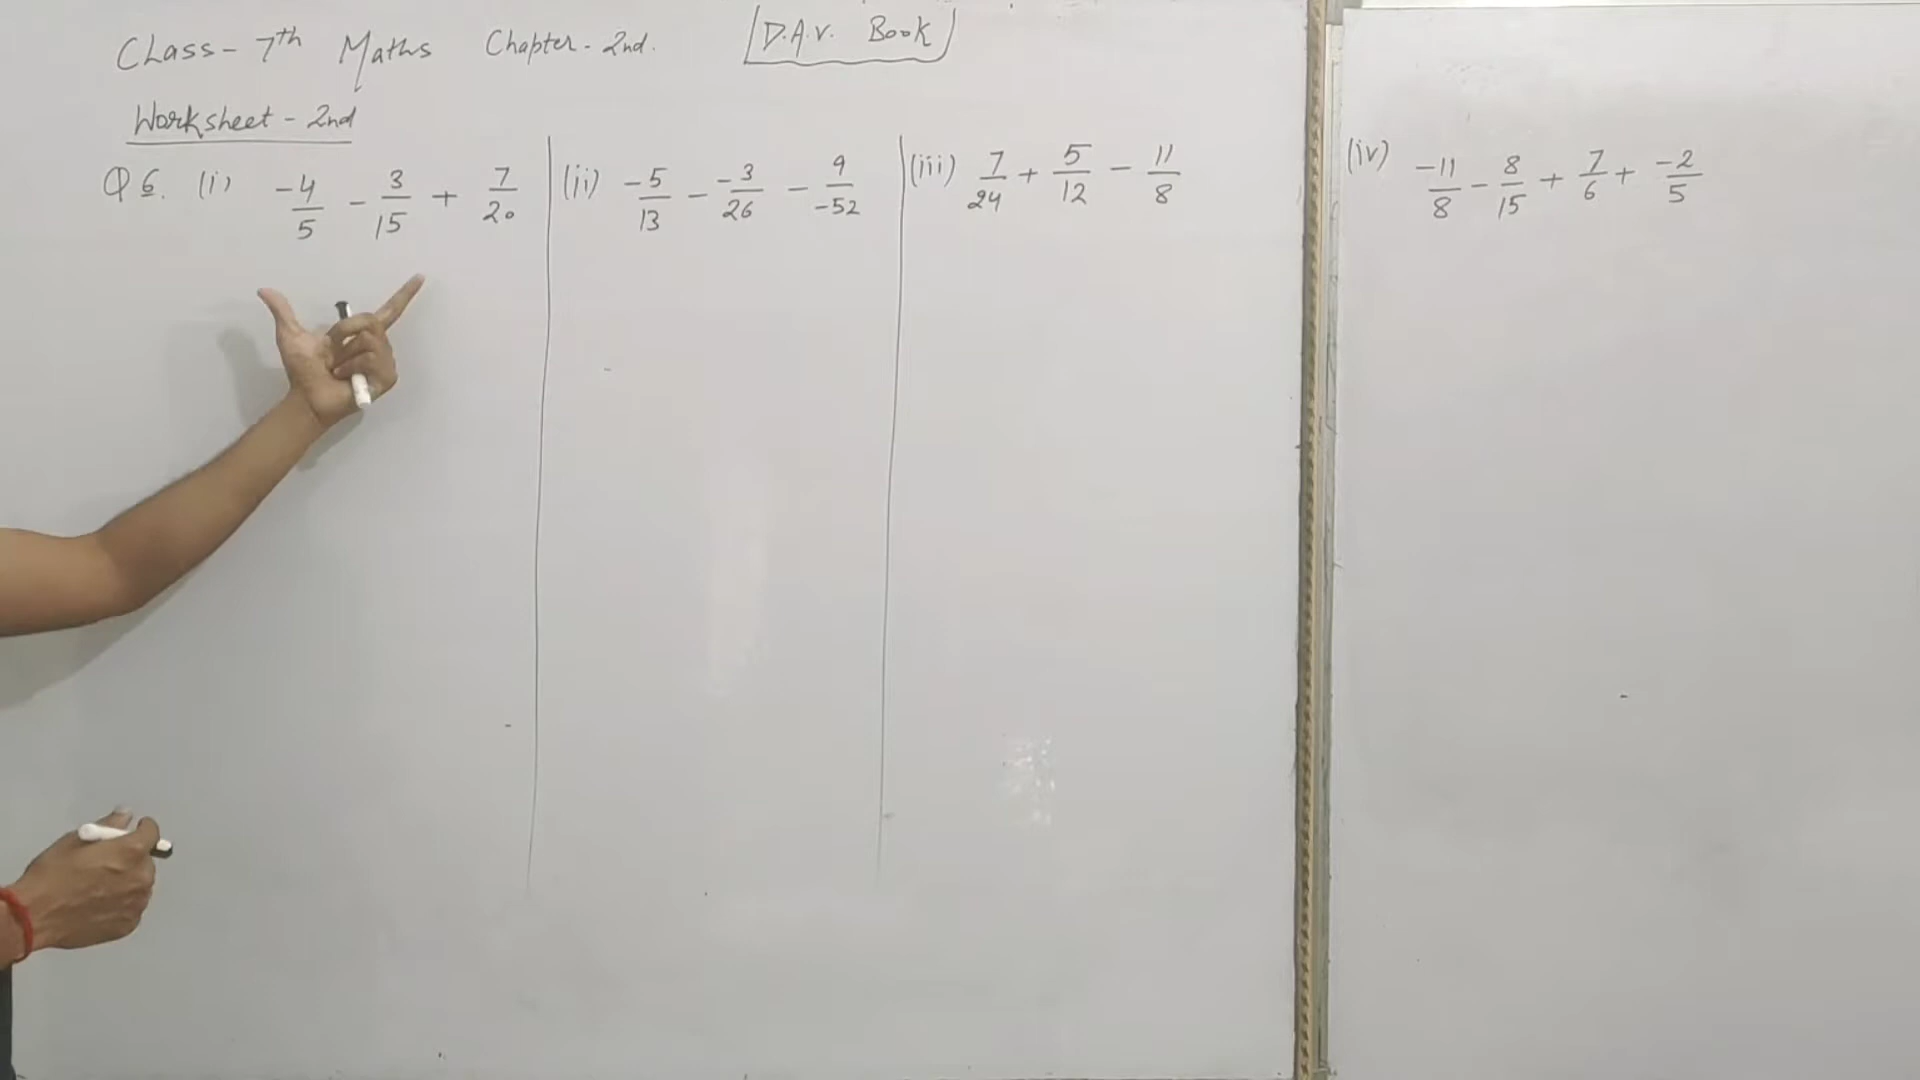 Class - 7th Maths Chapter - 2nd. [D.A.V. Book]
Worksheet - 2nd
Q 6. (i) -4/5 - 3/15 + 7/20
(ii) -5/13 - -3/26 - 9/-52
(iii) 7/24 + 5/12 - 11/8
(iv) -11/8 - 8/15 + 7/6 + -2/5